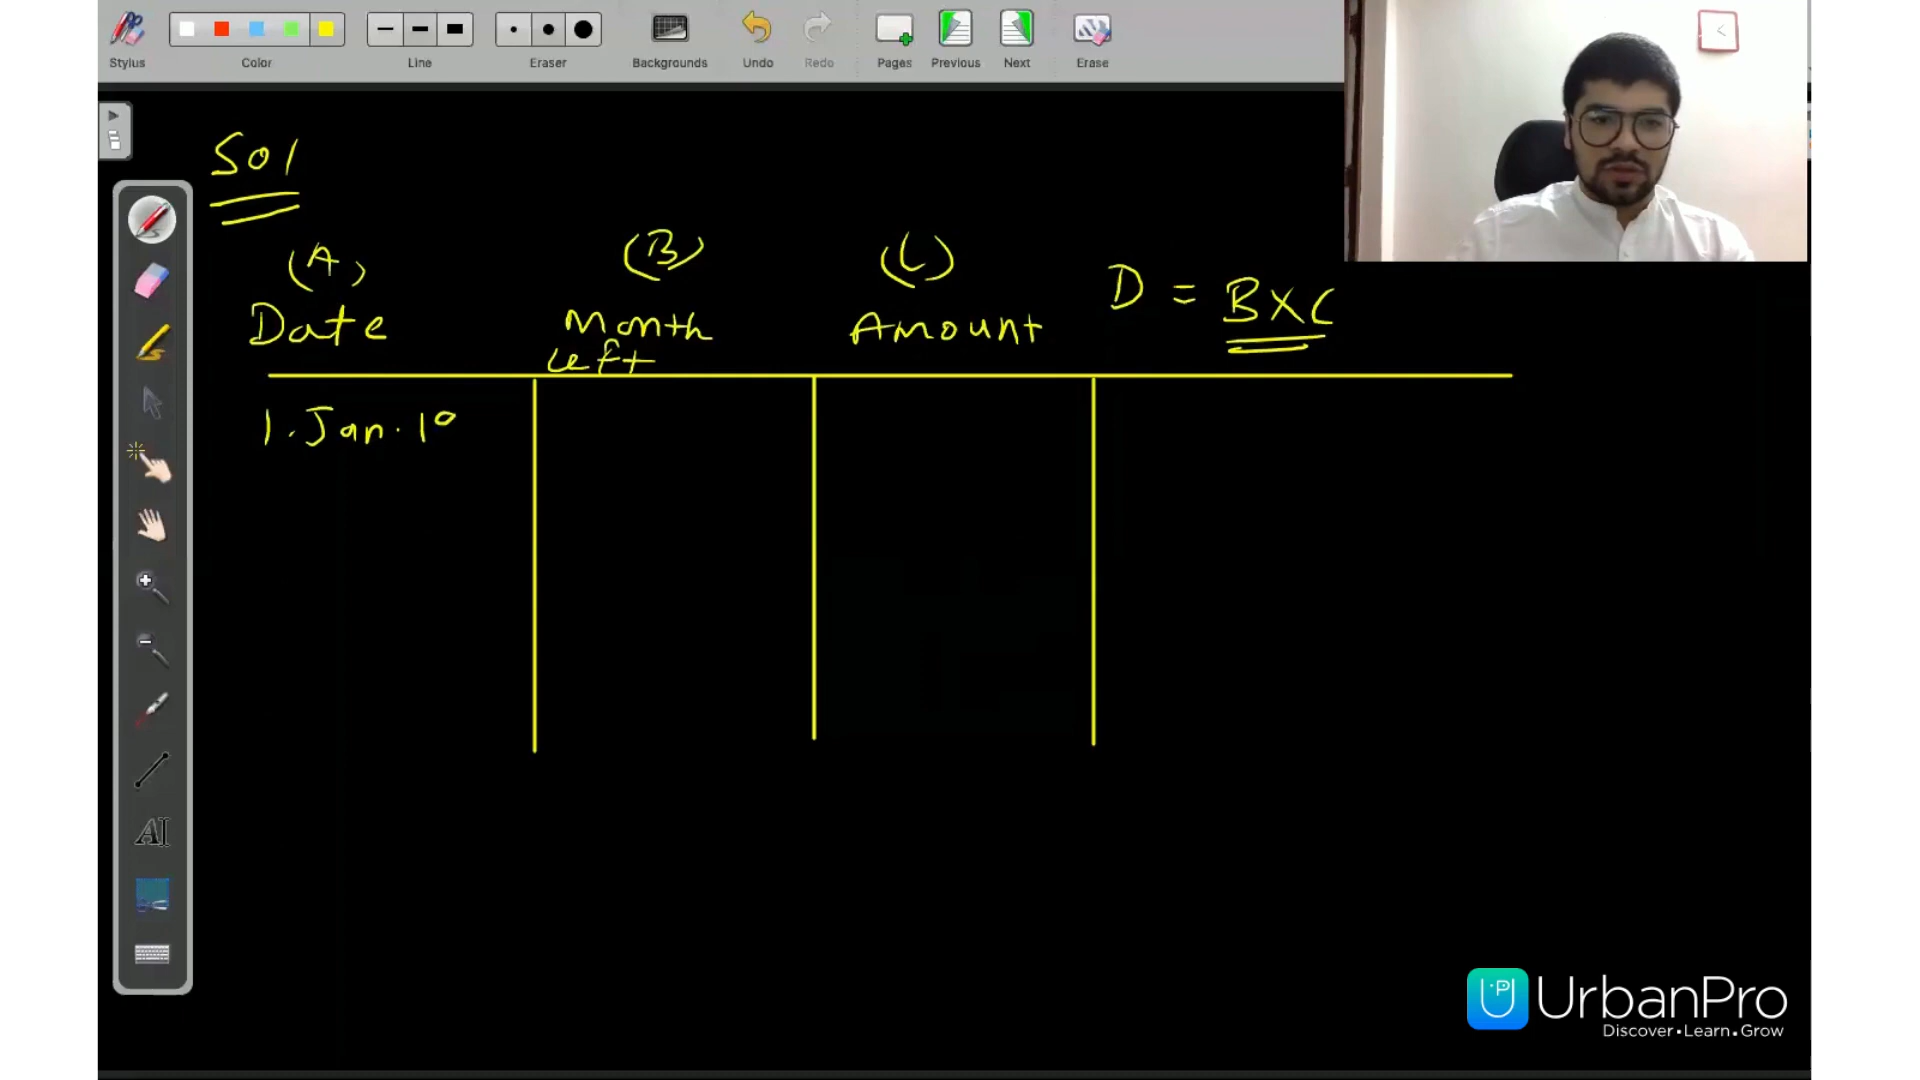 Stylus
Color
Line
Eraser
Backgrounds
Undo
Redo
Pages
Previous
Next
Erase
Sol
(A) (B) (C) D = B×C
Date Month left Amount
1. Jan. 10
AI
UrbanPro
Discover•Learn•Grow